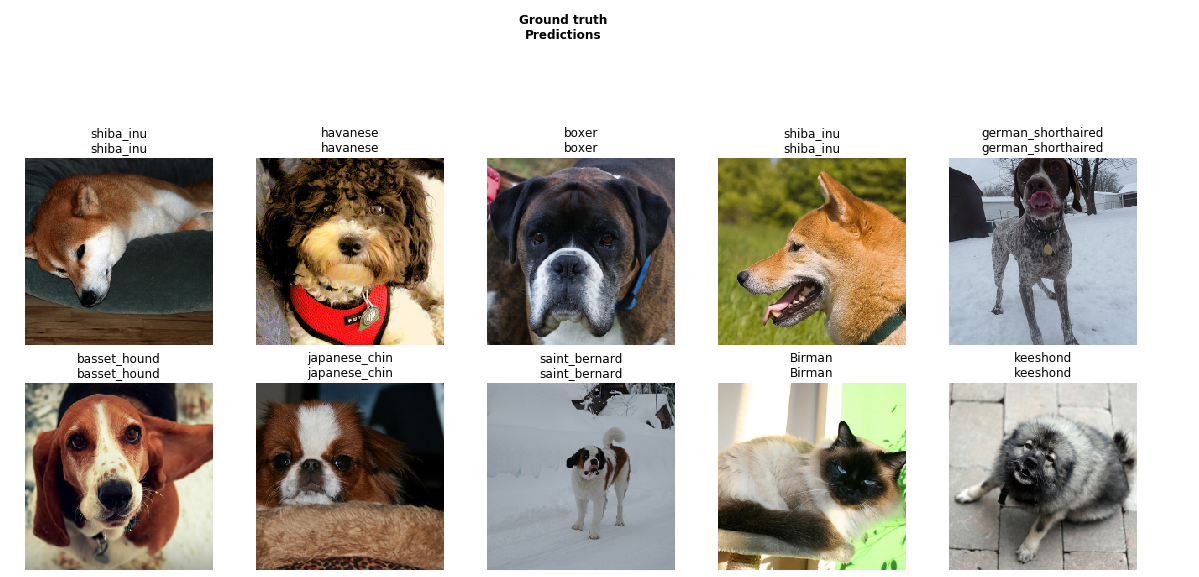 Ground truth
Predictions
shiba_inu
shiba_inu
havanese
havanese
boxer
boxer
shiba_inu
shiba_inu
german_shorthaired
german_shorthaired
basset_hound
basset_hound
japanese_chin
japanese_chin
saint_bernard
saint_bernard
Birman
Birman
keeshond
keeshond